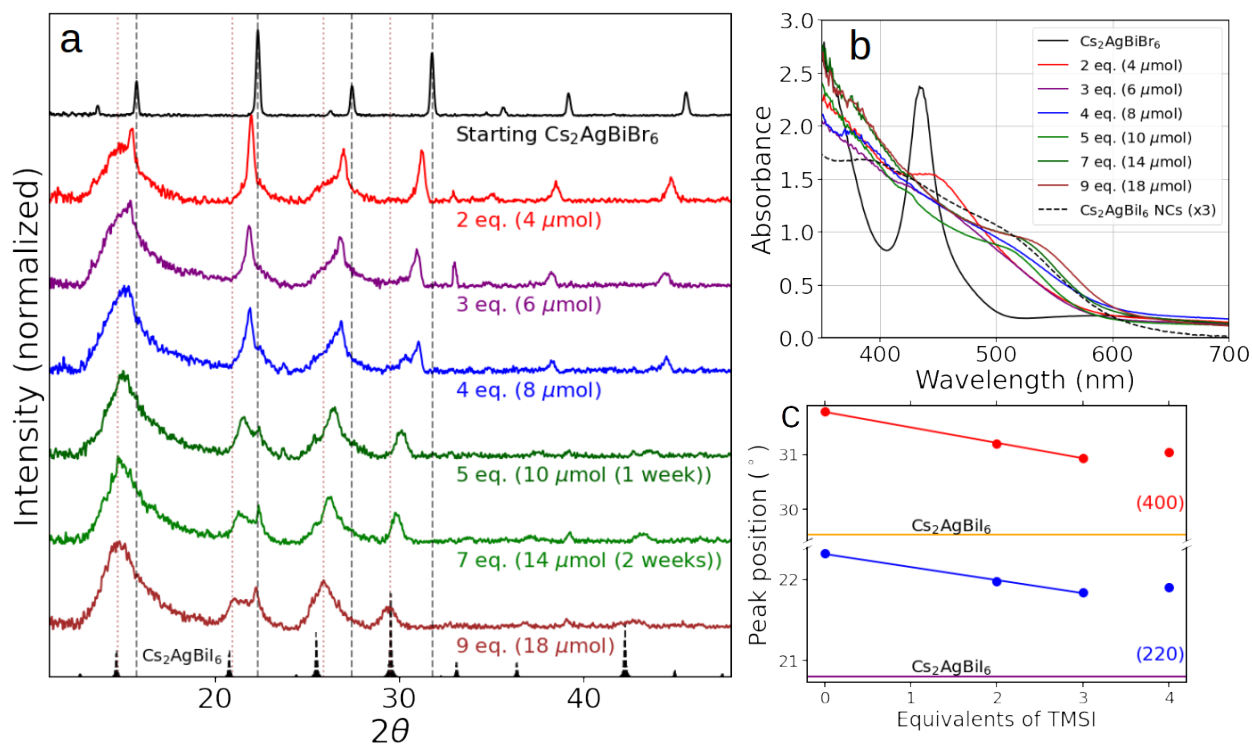 a
Starting Cs₂AgBiBr₆
2 eq. (4 μmol)
3 eq. (6 μmol)
4 eq. (8 μmol)
5 eq. (10 μmol (1 week))
7 eq. (14 μmol (2 weeks))
9 eq. (18 μmol)
Cs₂AgBiI₆
Intensity (normalized)
20
30
40
2θ
b
3.0
2.5
2.0
1.5
1.0
0.5
0.0
Absorbance
Cs₂AgBiBr₆
2 eq. (4 μmol)
3 eq. (6 μmol)
4 eq. (8 μmol)
5 eq. (10 μmol)
7 eq. (14 μmol)
9 eq. (18 μmol)
Cs₂AgBiI₆ NCs (x3)
400
500
600
700
Wavelength (nm)
c
31
30
22
21
Peak position (°)
(400)
Cs₂AgBiI₆
(220)
Cs₂AgBiI₆
0
1
2
3
4
Equivalents of TMSI